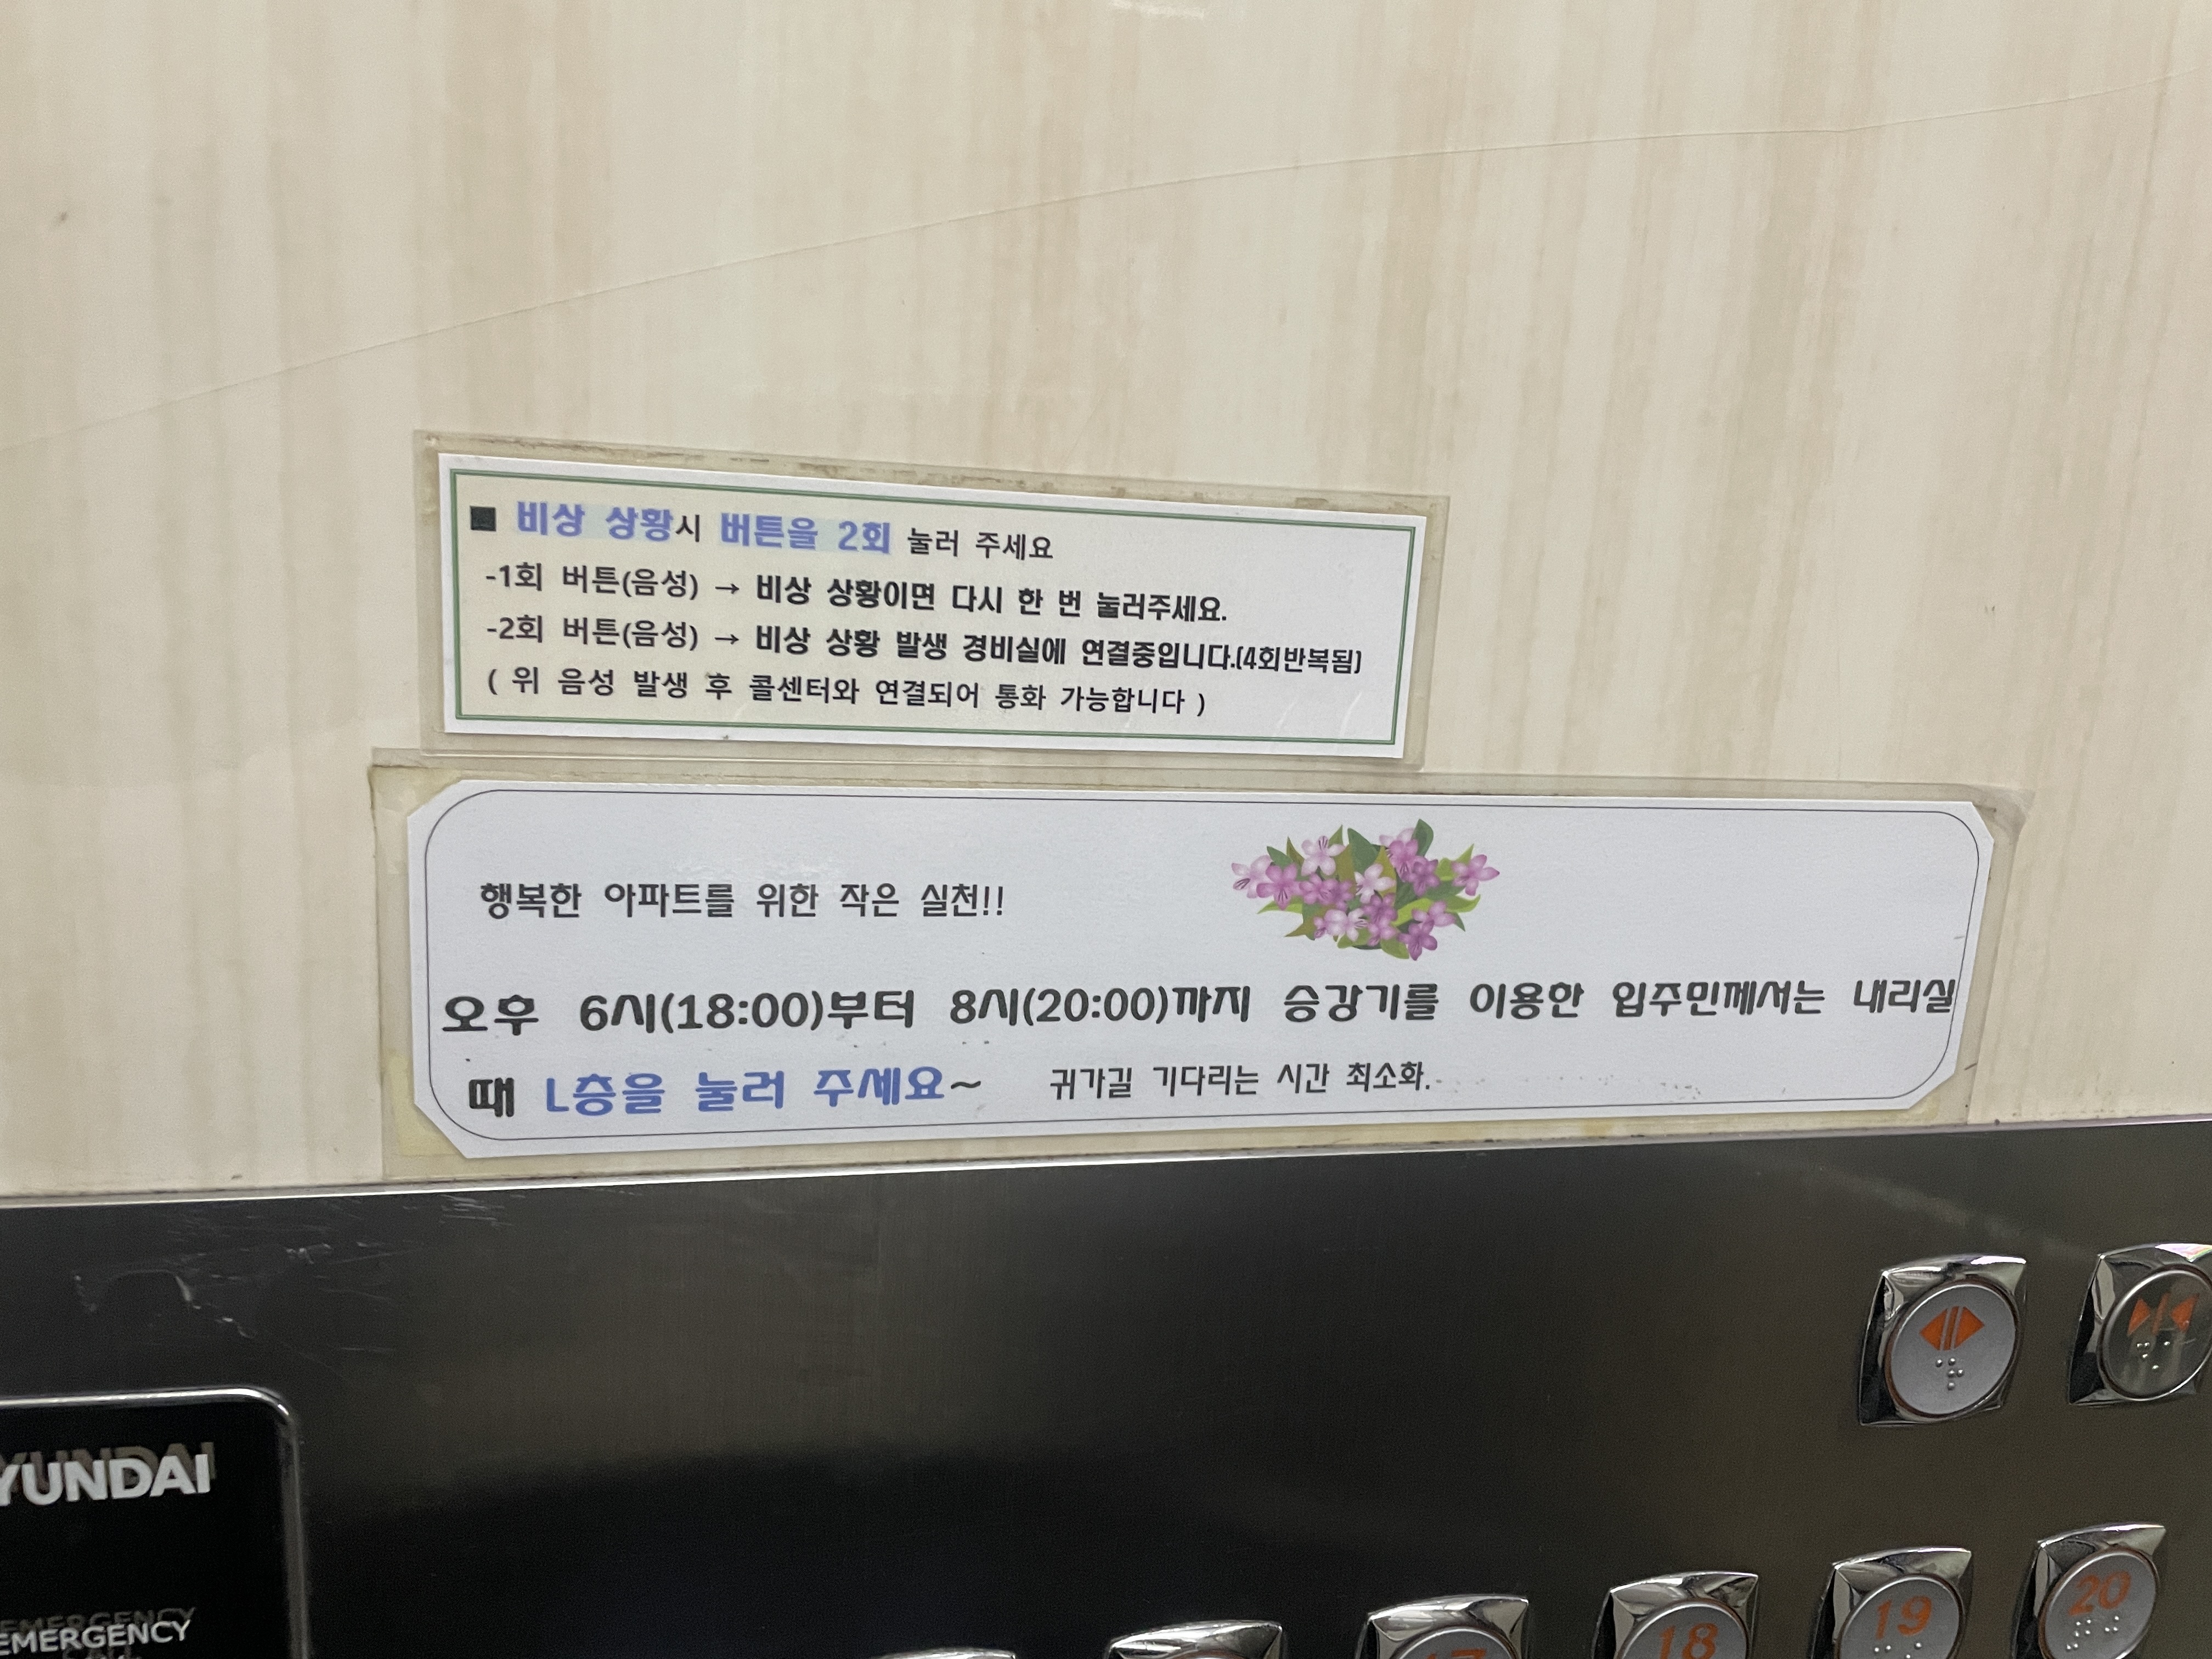 ■ 비상 상황시 버튼을 2회 눌러 주세요
-1회 버튼(음성) → 비상 상황이면 다시 한 번 눌러주세요.
-2회 버튼(음성) → 비상 상황 발생 경비실에 연결중입니다.(4회반복됨)
( 위 음성 발생 후 콜센터와 연결되어 통화 가능합니다 )
행복한 아파트를 위한 작은 실천!!
오후 6시(18:00)부터 8시(20:00)까지 승강기를 이용한 입주민께서는 내리실
때 L층을 눌러 주세요~ 귀가길 기다리는 시간 최소화.
YUNDAI
EMERGENCY
17 18 19 20